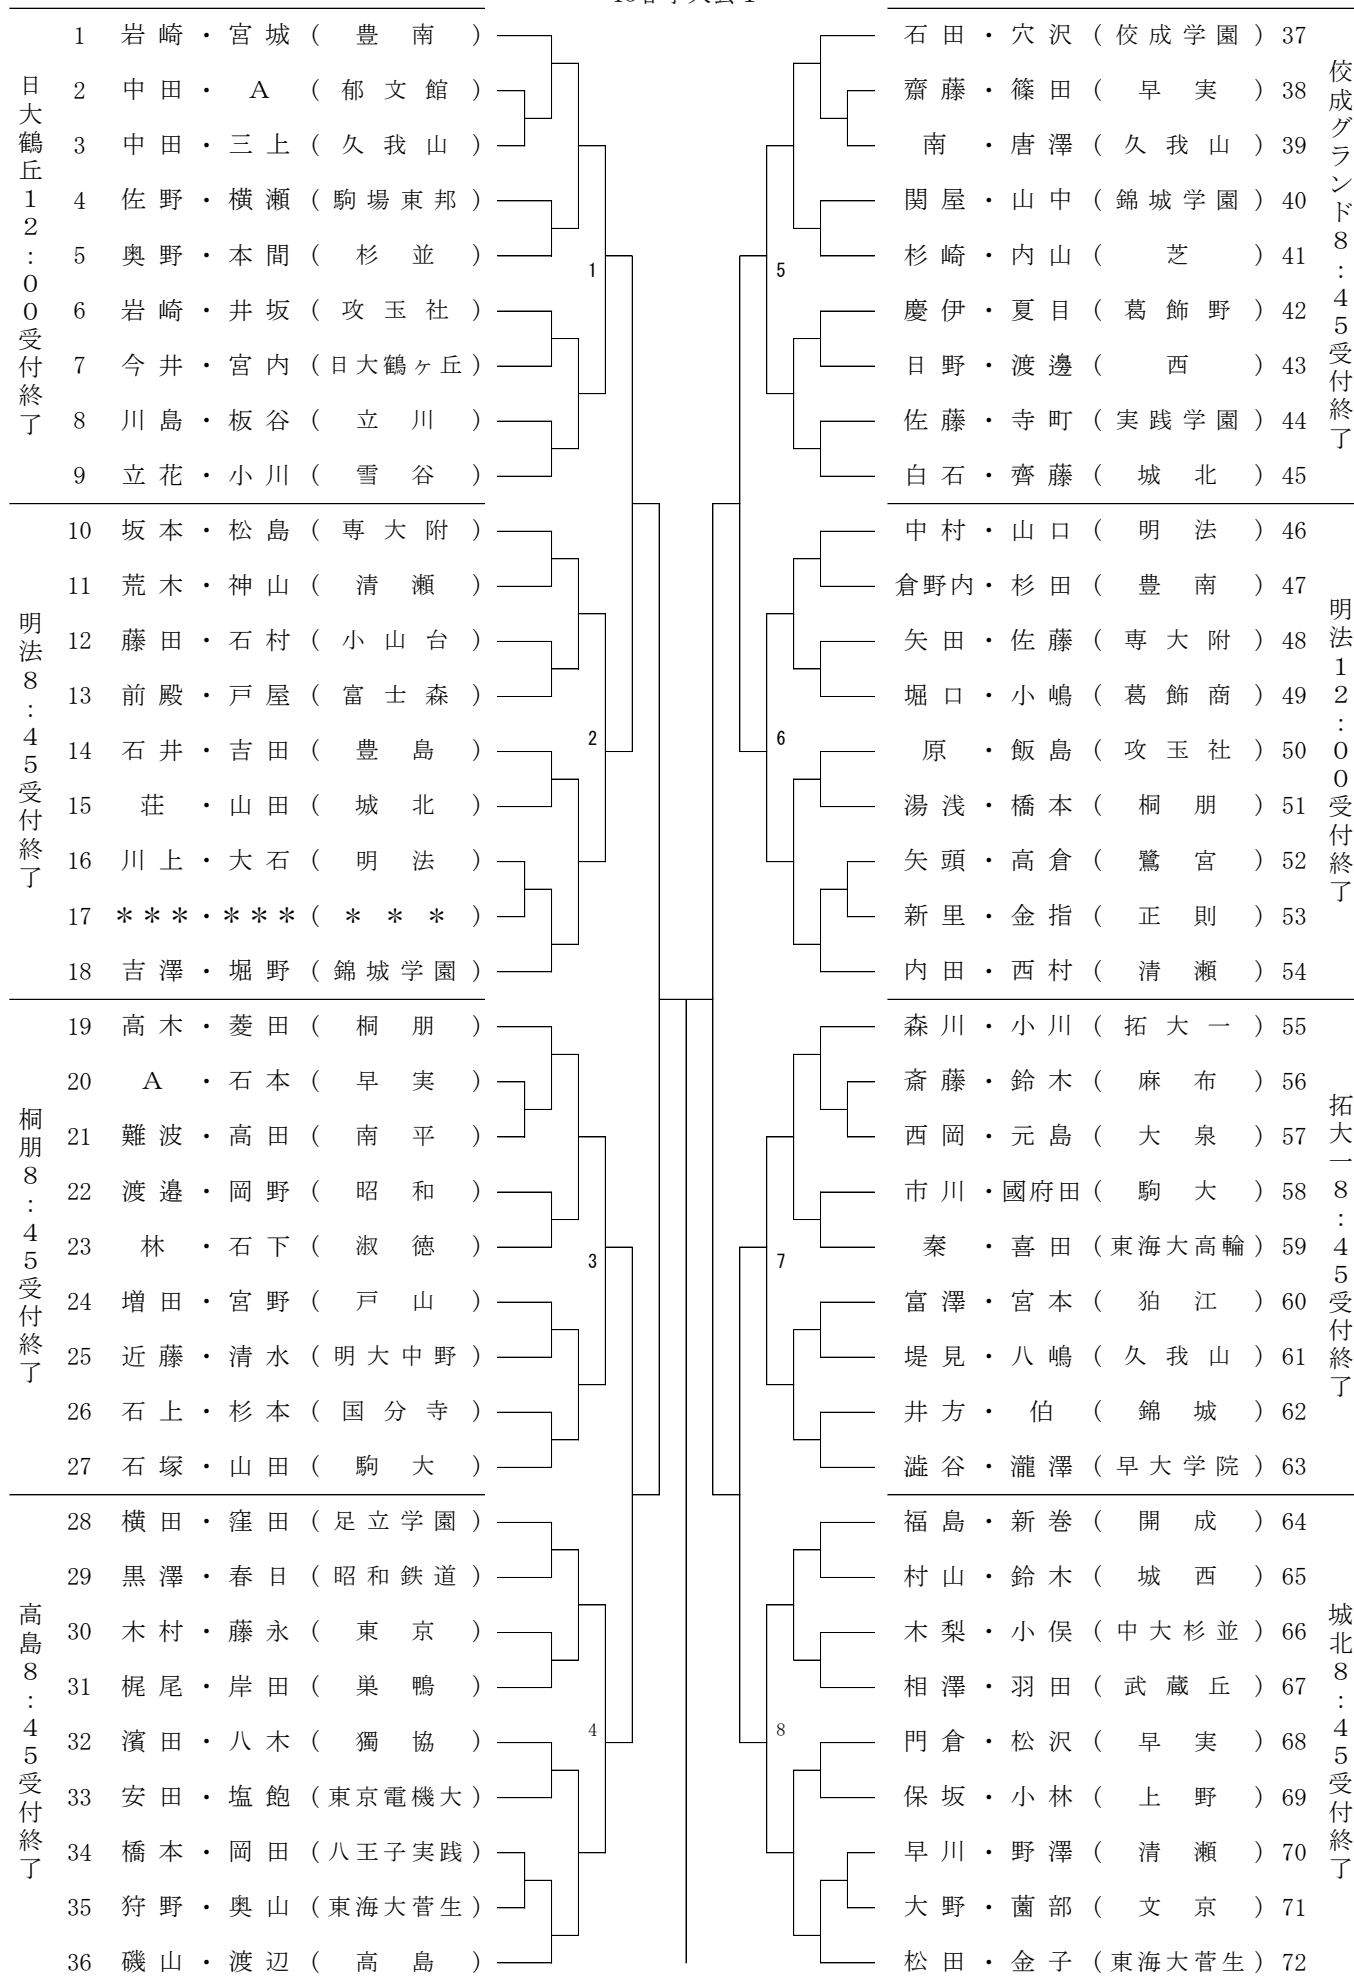 日大鶴丘12:00受付終了
1 岩崎・宮城(豊南)
2 中田・A(郁文館)
3 中田・三上(久我山)
4 佐野・横瀬(駒場東邦)
5 奥野・本間(杉並)
6 岩崎・井坂(攻玉社)
7 今井・宮内(日大鶴ヶ丘)
8 川島・板谷(立川)
9 立花・小川(雪谷)
1
明法8:45受付終了
10 坂本・松島(専大附)
11 荒木・神山(清瀬)
12 藤田・石村(小山台)
13 前殿・戸屋(富士森)
14 石井・吉田(豊島)
15 荘・山田(城北)
16 川上・大石(明法)
17 ***・***(***)
18 吉澤・堀野(錦城学園)
2
桐朋8:45受付終了
19 高木・菱田(桐朋)
20 A・石本(早実)
21 難波・高田(南平)
22 渡邉・岡野(昭和)
23 林・石下(淑徳)
24 増田・宮野(戸山)
25 近藤・清水(明大中野)
26 石上・杉本(国分寺)
27 石塚・山田(駒大)
3
高島8:45受付終了
28 横田・窪田(足立学園)
29 黒澤・春日(昭和鉄道)
30 木村・藤永(東京)
31 梶尾・岸田(巣鴨)
32 濱田・八木(獨協)
33 安田・塩飽(東京電機大)
34 橋本・岡田(八王子実践)
35 狩野・奥山(東海大菅生)
36 磯山・渡辺(高島)
4
佼成グランド8:45受付終了
石田・穴沢(佼成学園) 37
齋藤・篠田(早実) 38
南・唐澤(久我山) 39
関屋・山中(錦城学園) 40
杉崎・内山(芝) 41
慶伊・夏目(葛飾野) 42
日野・渡邊(西) 43
佐藤・寺町(実践学園) 44
白石・齊藤(城北) 45
5
明法12:00受付終了
中村・山口(明法) 46
倉野内・杉田(豊南) 47
矢田・佐藤(専大附) 48
堀口・小嶋(葛飾商) 49
原・飯島(攻玉社) 50
湯浅・橋本(桐朋) 51
矢頭・高倉(鷺宮) 52
新里・金指(正則) 53
内田・西村(清瀬) 54
6
拓大一8:45受付終了
森川・小川(拓大一) 55
斎藤・鈴木(麻布) 56
西岡・元島(大泉) 57
市川・國府田(駒大) 58
秦・喜田(東海大高輪) 59
富澤・宮本(狛江) 60
堤見・八嶋(久我山) 61
井方・伯(錦城) 62
澁谷・瀧澤(早大学院) 63
7
城北8:45受付終了
福島・新巻(開成) 64
村山・鈴木(城西) 65
木梨・小俣(中大杉並) 66
相澤・羽田(武蔵丘) 67
門倉・松沢(早実) 68
保坂・小林(上野) 69
早川・野澤(清瀬) 70
大野・薗部(文京) 71
松田・金子(東海大菅生) 72
8